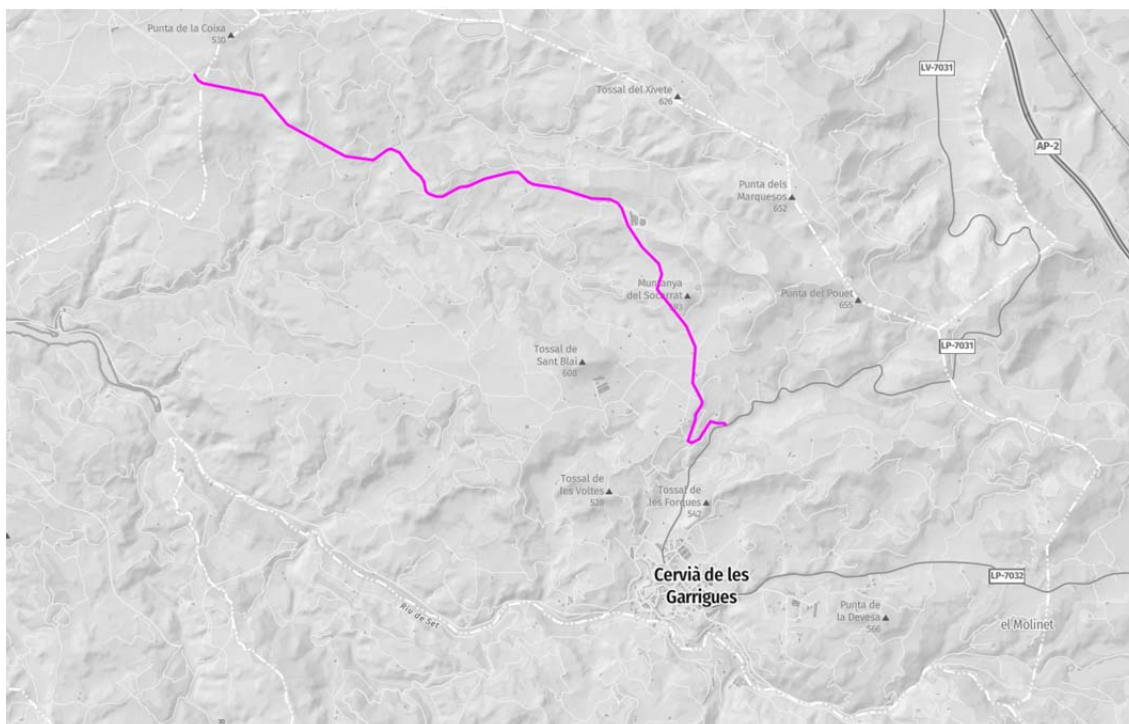 Punta de la Coixa
530
LV-7031
Tossal del Xivete
626
AP-2
Punta dels
Marquesos
652
Muntanya
del Socarrat
Punta del Pouet
655
LP-7031
Tossal de
Sant Blai
608
Tossal de
les Voltes
528
Tossal de
les Forques
547
Cervià de les
Garrigues
LP-7032
Riu de Set
Punta de
la Devesa
566
el Molinet